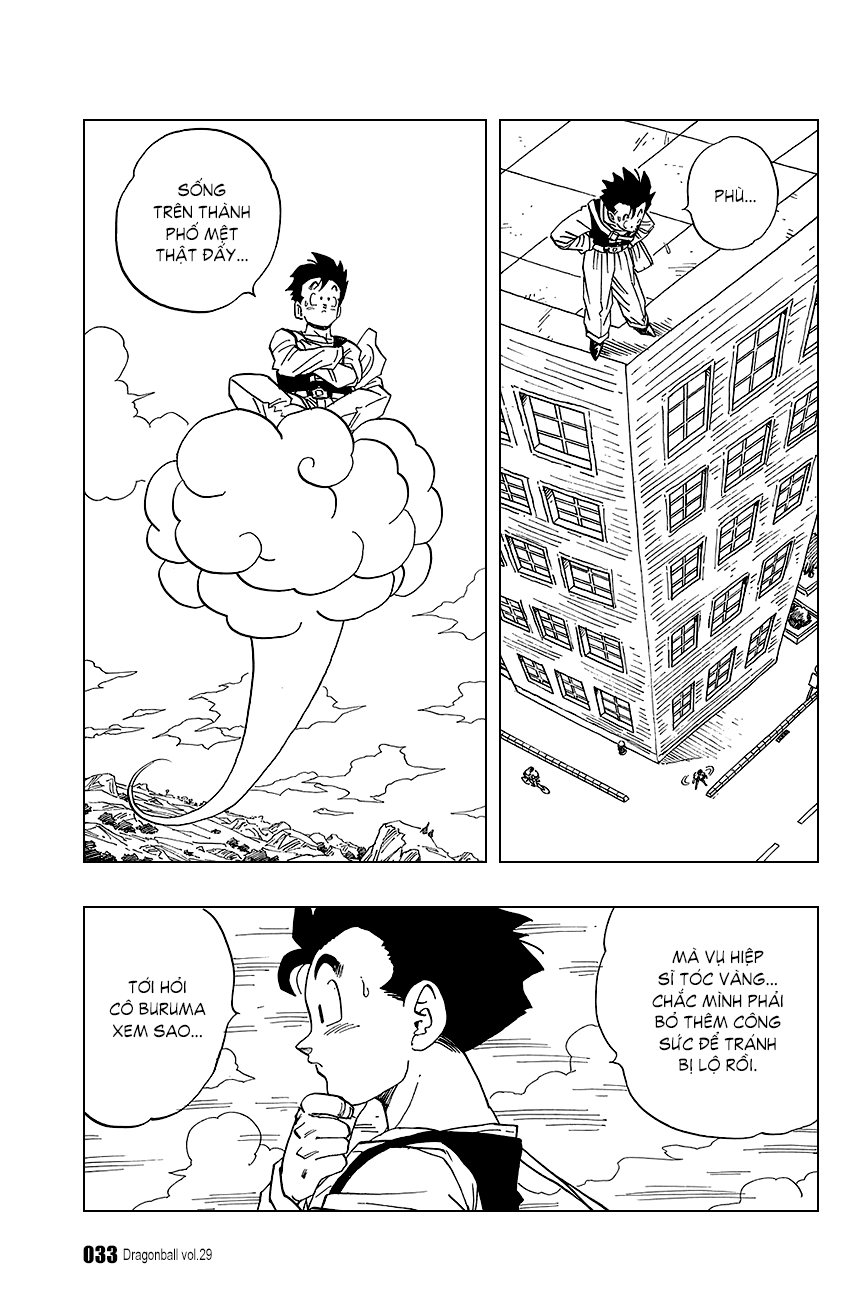 PHÙ...
SỐNG
TRÊN THÀNH
PHỐ MỆT
THẬT ĐẤY...
MÀ VỤ HIỆP
SĨ TÓC VÀNG...
CHẮC MÌNH PHẢI
BỎ THÊM CÔNG
SỨC ĐỂ TRÁNH
BỊ LỘ RỒI.
TỚI HỎI
CÔ BURUMA
XEM SAO...
033 Dragonball vol.29